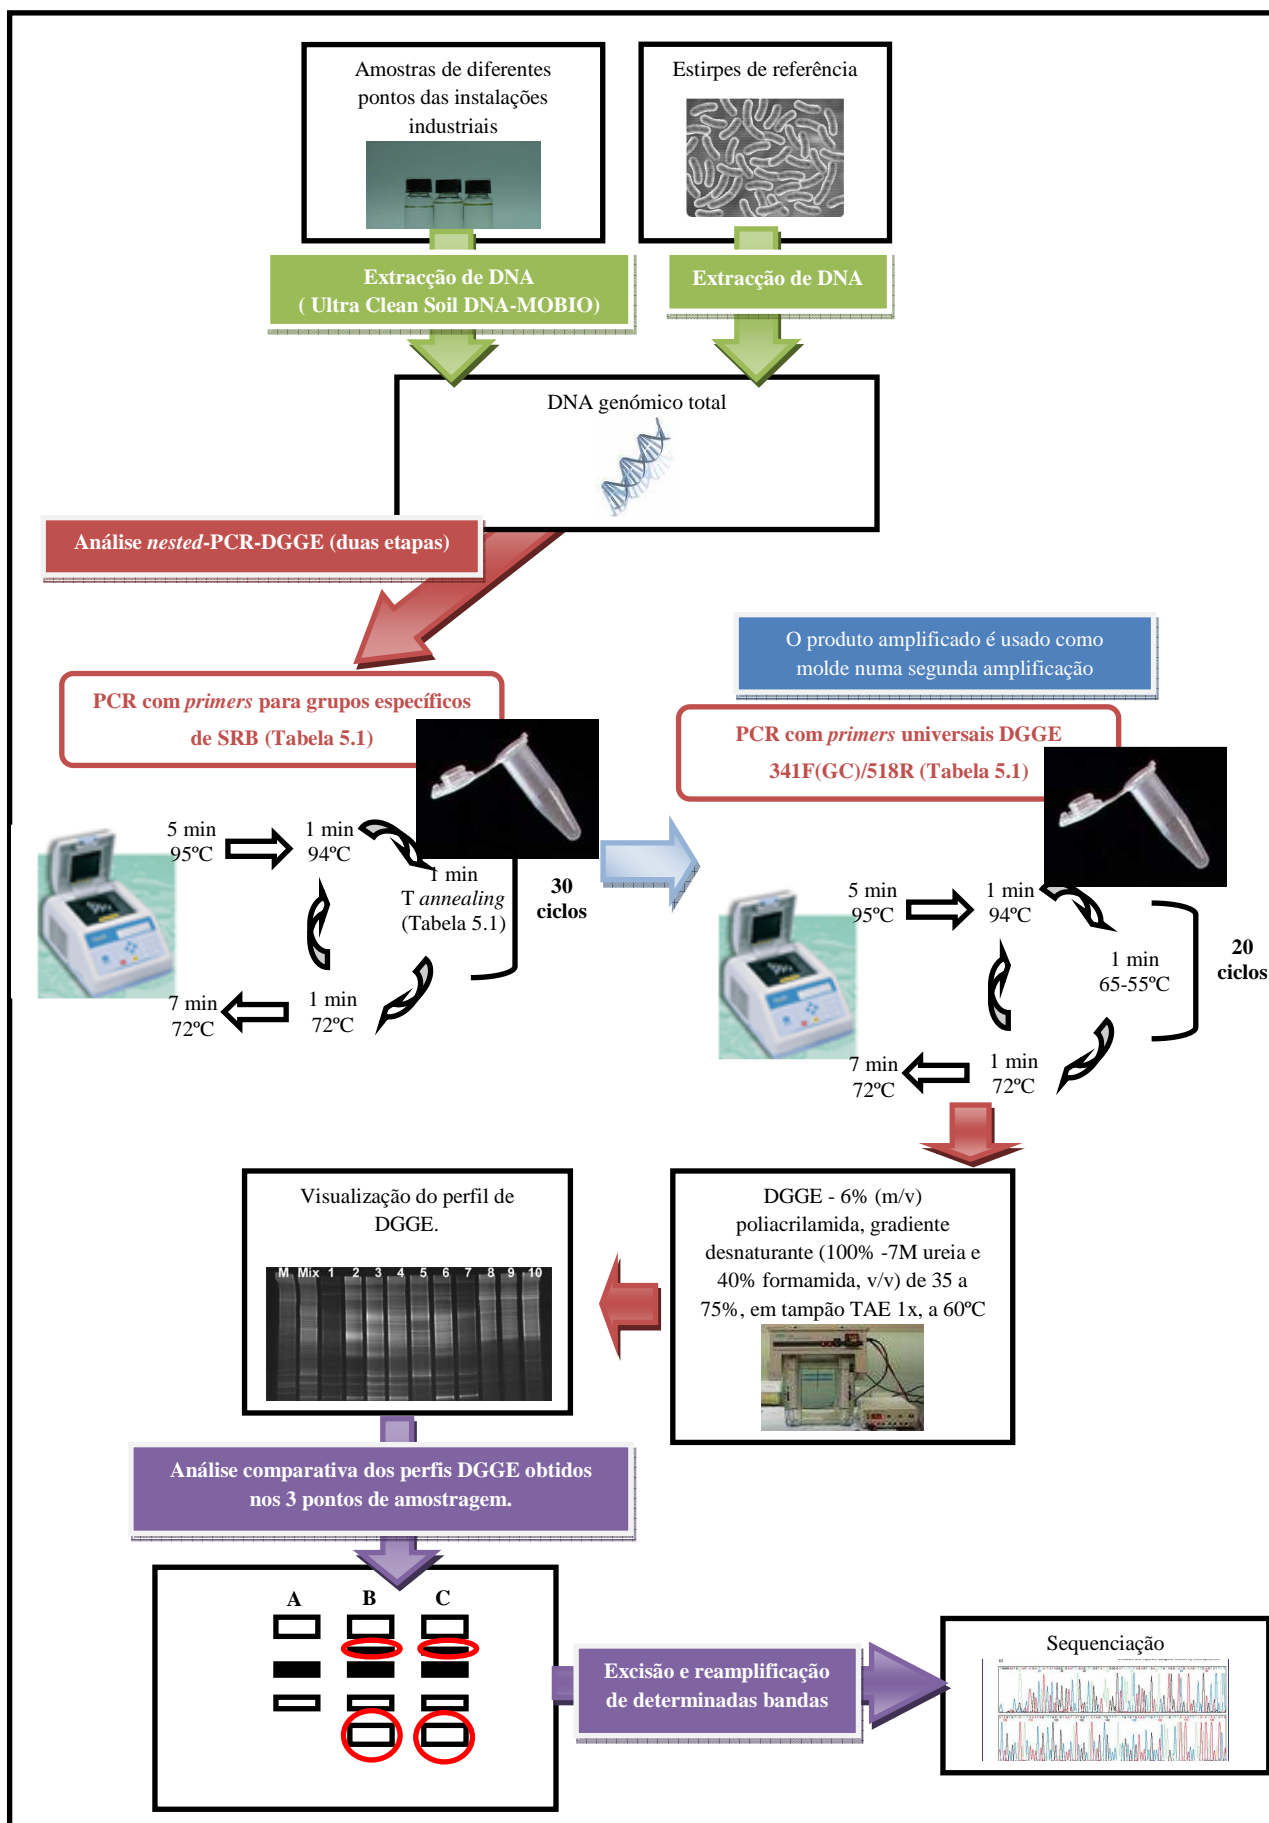 Amostras de diferentes
pontos das instalações
industriais
Estirpes de referência
Extracção de DNA
( Ultra Clean Soil DNA-MOBIO)
Extracção de DNA
DNA genómico total
Análise nested-PCR-DGGE (duas etapas)
O produto amplificado é usado como
molde numa segunda amplificação
PCR com primers para grupos específicos
de SRB (Tabela 5.1)
PCR com primers universais DGGE
341F(GC)/518R (Tabela 5.1)
5 min
95ºC
1 min
94ºC
1 min
T annealing
(Tabela 5.1)
30
ciclos
7 min
72ºC
1 min
72ºC
5 min
95ºC
1 min
94ºC
1 min
65-55ºC
20
ciclos
7 min
72ºC
1 min
72ºC
Visualização do perfil de
DGGE.
M Mix 1 2 3 4 5 6 7 8 9 10
DGGE - 6% (m/v)
poliacrilamida, gradiente
desnaturante (100% -7M ureia e
40% formamida, v/v) de 35 a
75%, em tampão TAE 1x, a 60ºC
Análise comparativa dos perfis DGGE obtidos
nos 3 pontos de amostragem.
A B C
Excisão e reamplificação
de determinadas bandas
Sequenciação